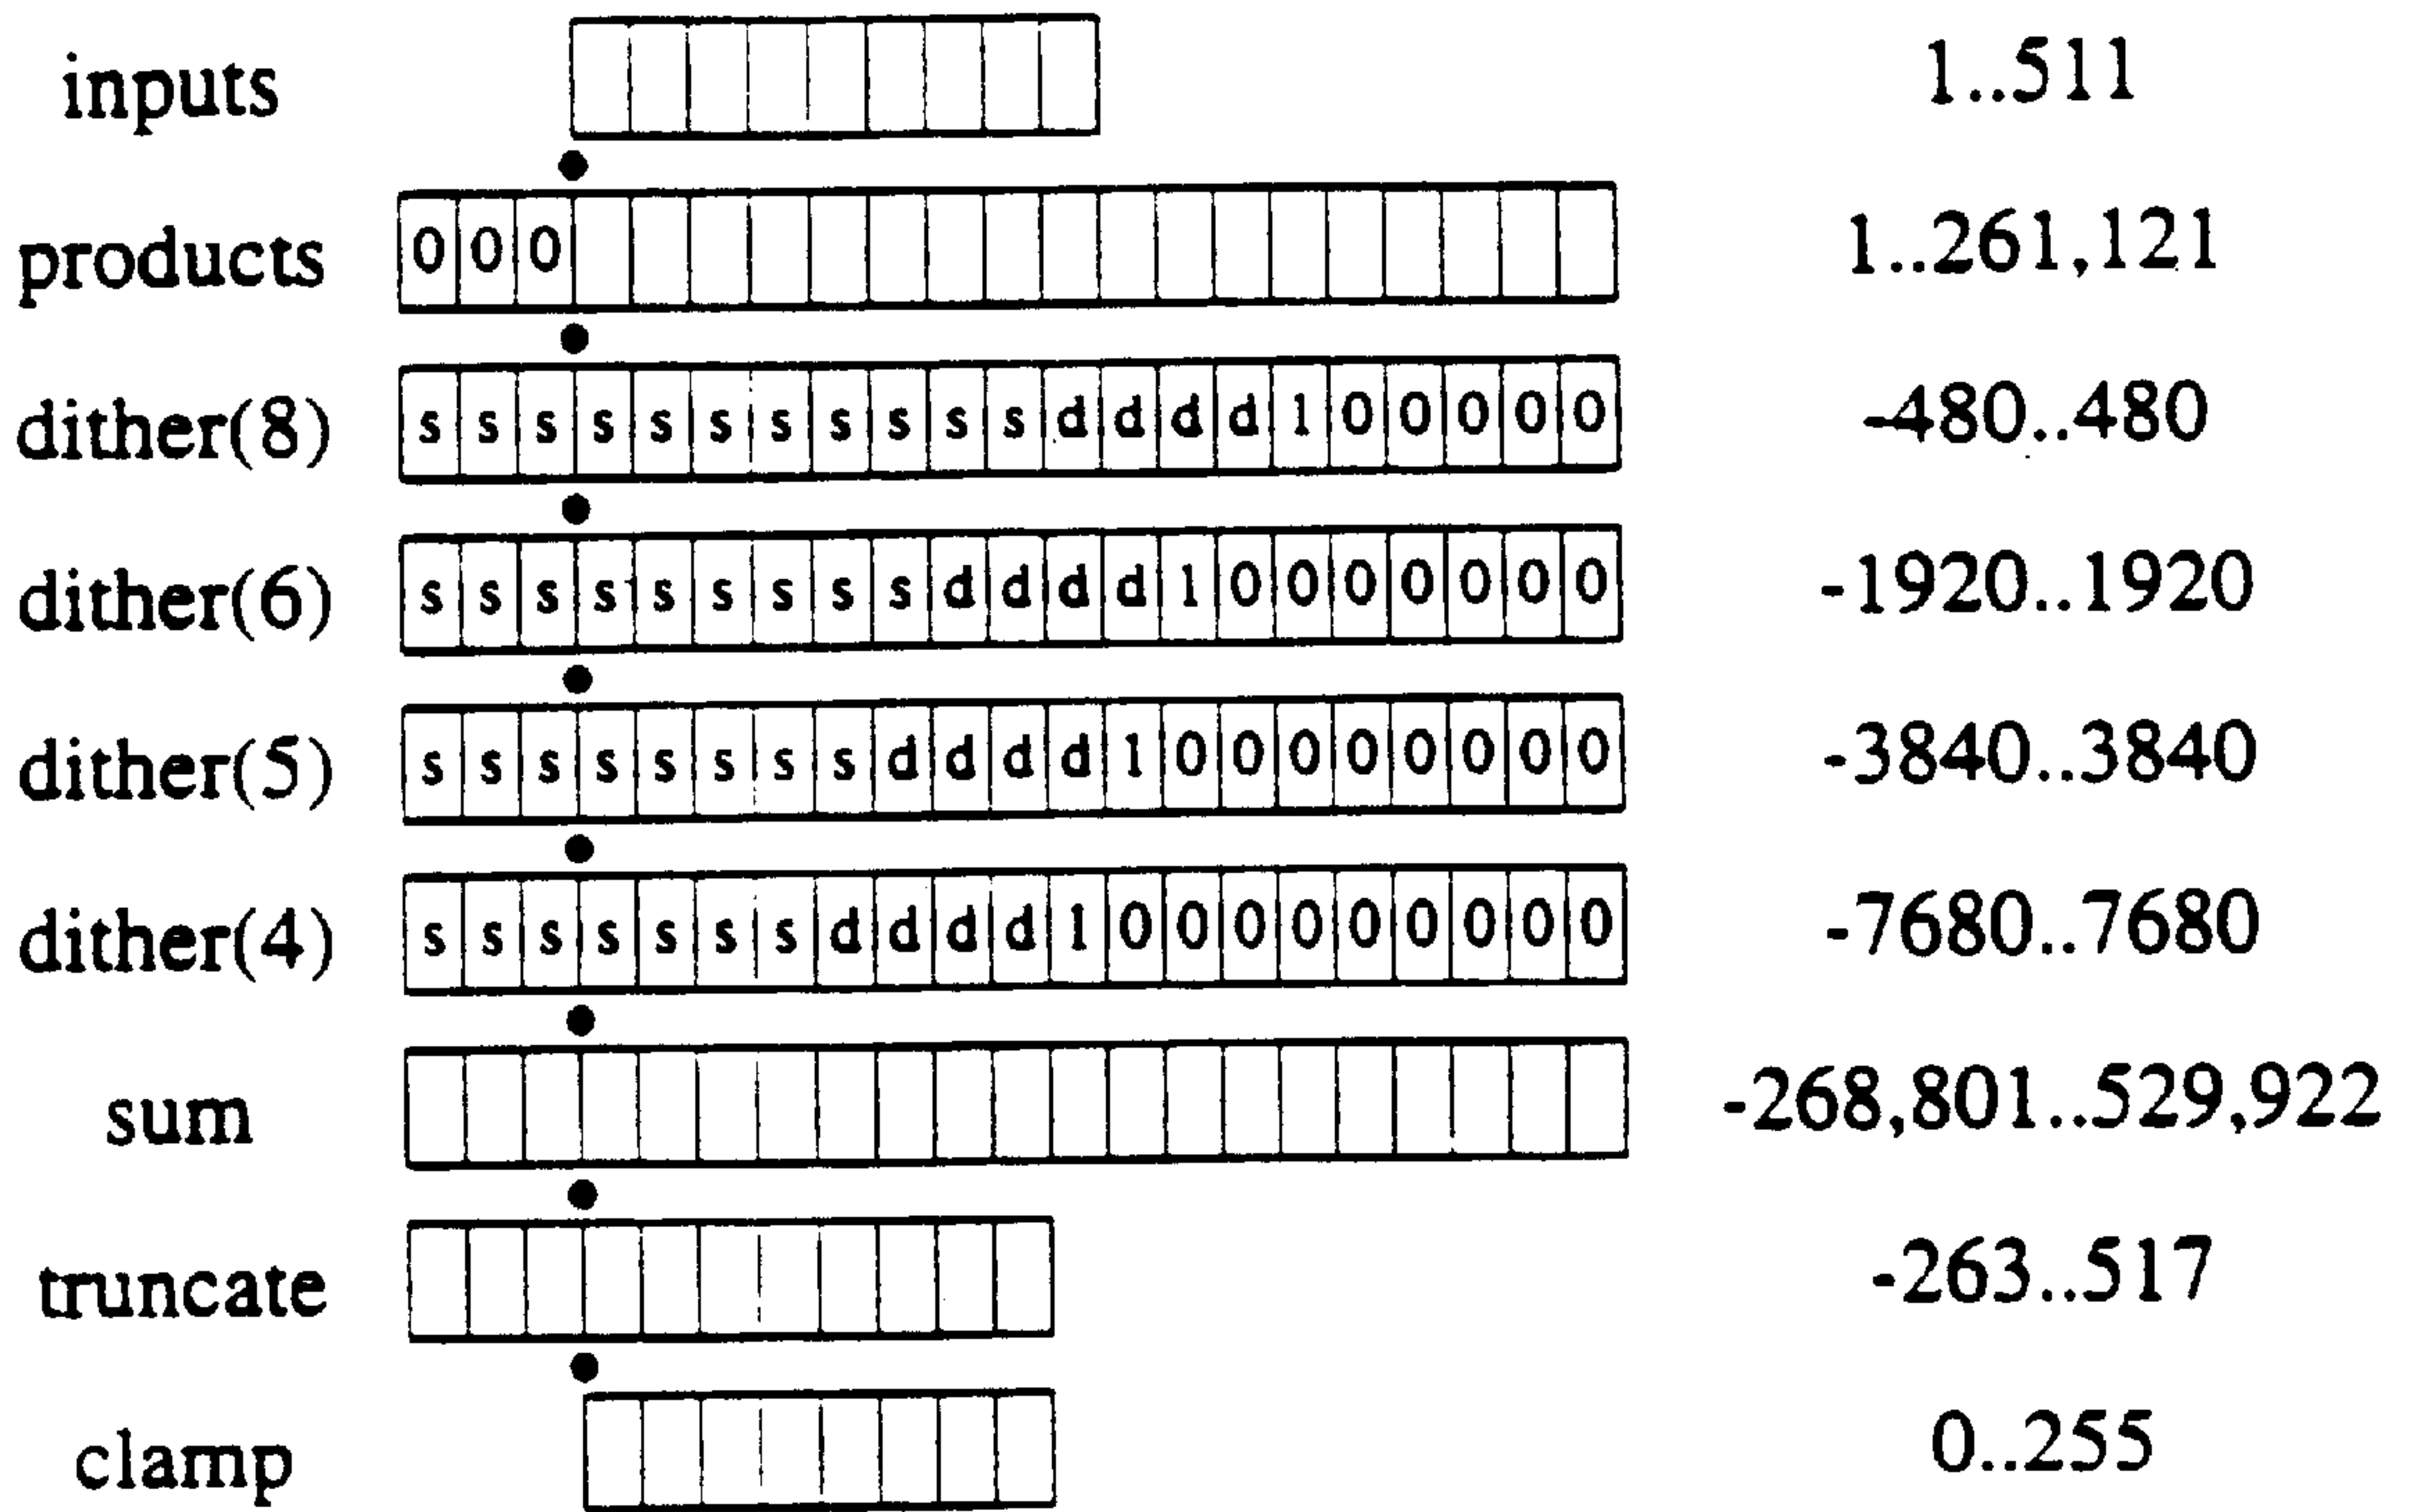 inputs 1..511
products 0 0 0 1..261,121
dither(8) s s s s s s s s s s s d d d d 1 0 0 0 0 0 -480..480
dither(6) s s s s s s s s s d d d d 1 0 0 0 0 0 0 0 -1920..1920
dither(5) s s s s s s s s d d d d 1 0 0 0 0 0 0 0 0 -3840..3840
dither(4) s s s s s s s d d d d 1 0 0 0 0 0 0 0 0 0 -7680..7680
sum -268,801..529,922
truncate -263..517
clamp 0..255